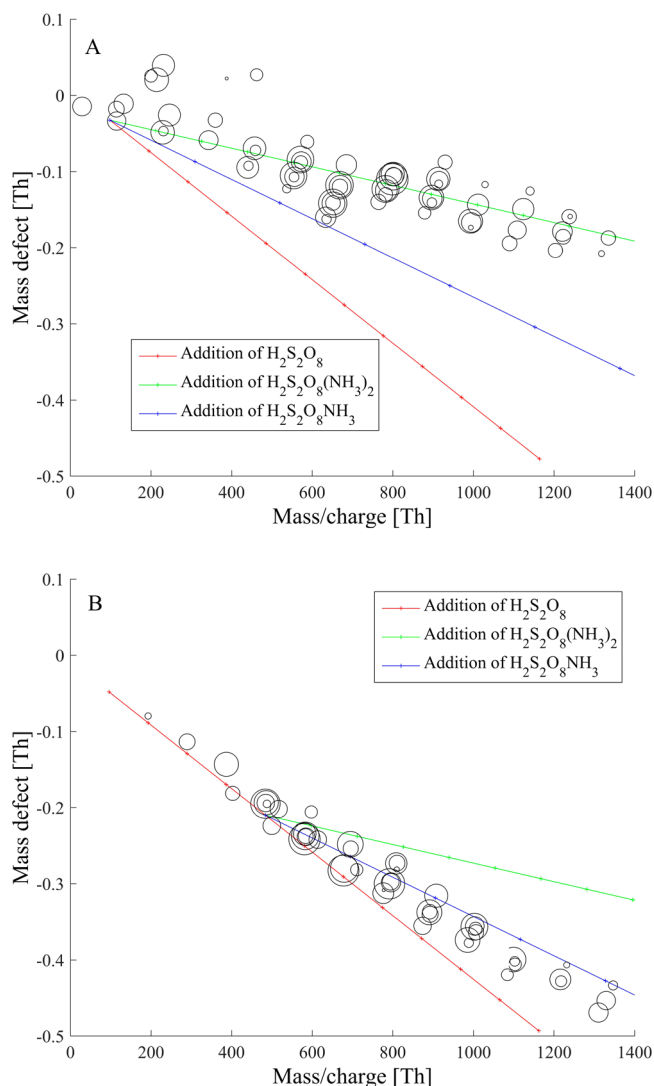 A
0.1
0
-0.1
-0.2
-0.3
-0.4
-0.5
Mass defect [Th]
Addition of H₂S₂O₈
Addition of H₂S₂O₈(NH₃)₂
Addition of H₂S₂O₈NH₃
0 200 400 600 800 1000 1200 1400
Mass/charge [Th]
B
0.1
0
-0.1
-0.2
-0.3
-0.4
-0.5
Mass defect [Th]
Addition of H₂S₂O₈
Addition of H₂S₂O₈(NH₃)₂
Addition of H₂S₂O₈NH₃
0 200 400 600 800 1000 1200 1400
Mass/charge [Th]